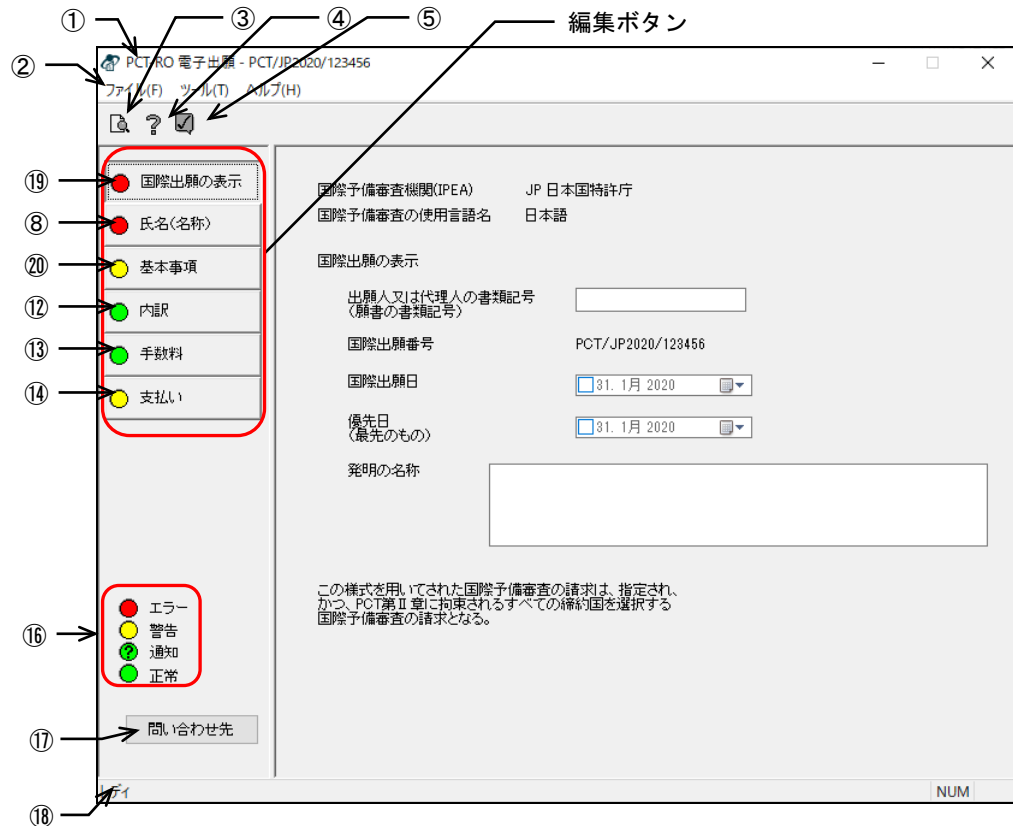 ① ③ ④ ⑤ 編集ボタン
② PCT-RO 電子出願 - PCT/JP2020/123456
ファイル(F) ツール(T) ヘルプ(H)
⑲ 国際出願の表示
⑧ 氏名(名称)
⑳ 基本事項
⑫ 内訳
⑬ 手数料
⑭ 支払い
国際予備審査機関(IPEA) JP 日本国特許庁
国際予備審査の使用言語名 日本語
国際出願の表示
出願人又は代理人の書類記号
(願書の書類記号)
国際出願番号 PCT/JP2020/123456
国際出願日 31. 1月 2020
優先日
(最先のもの) 31. 1月 2020
発明の名称
この様式を用いてされた国際予備審査の請求は、指定され、
かつ、PCT第Ⅱ章に拘束されるすべての締約国を選択する
国際予備審査の請求となる。
⑯ エラー
警告
? 通知
正常
⑰ 問い合わせ先
⑱ レディ NUM